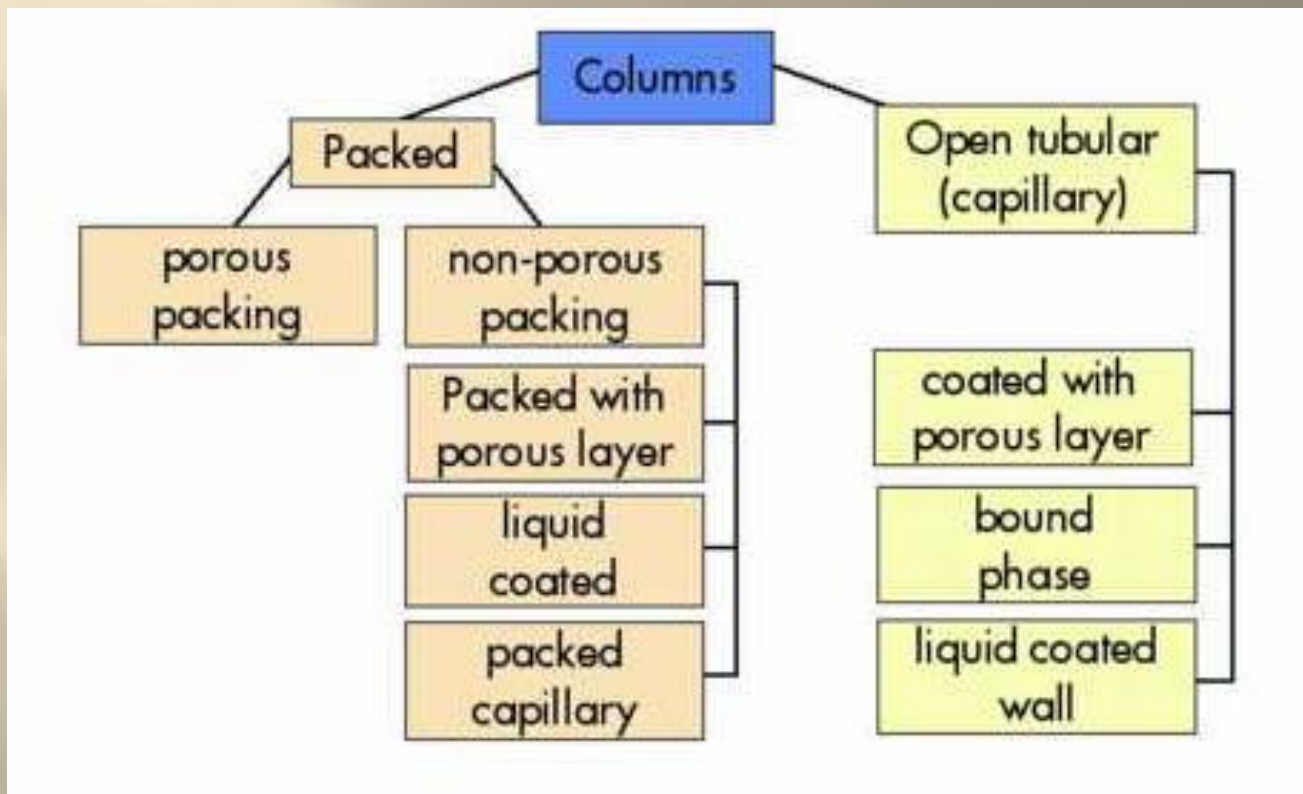 Columns
Packed
Open tubular
(capillary)
porous
packing
non-porous
packing
Packed with
porous layer
liquid
coated
packed
capillary
coated with
porous layer
bound
phase
liquid coated
wall